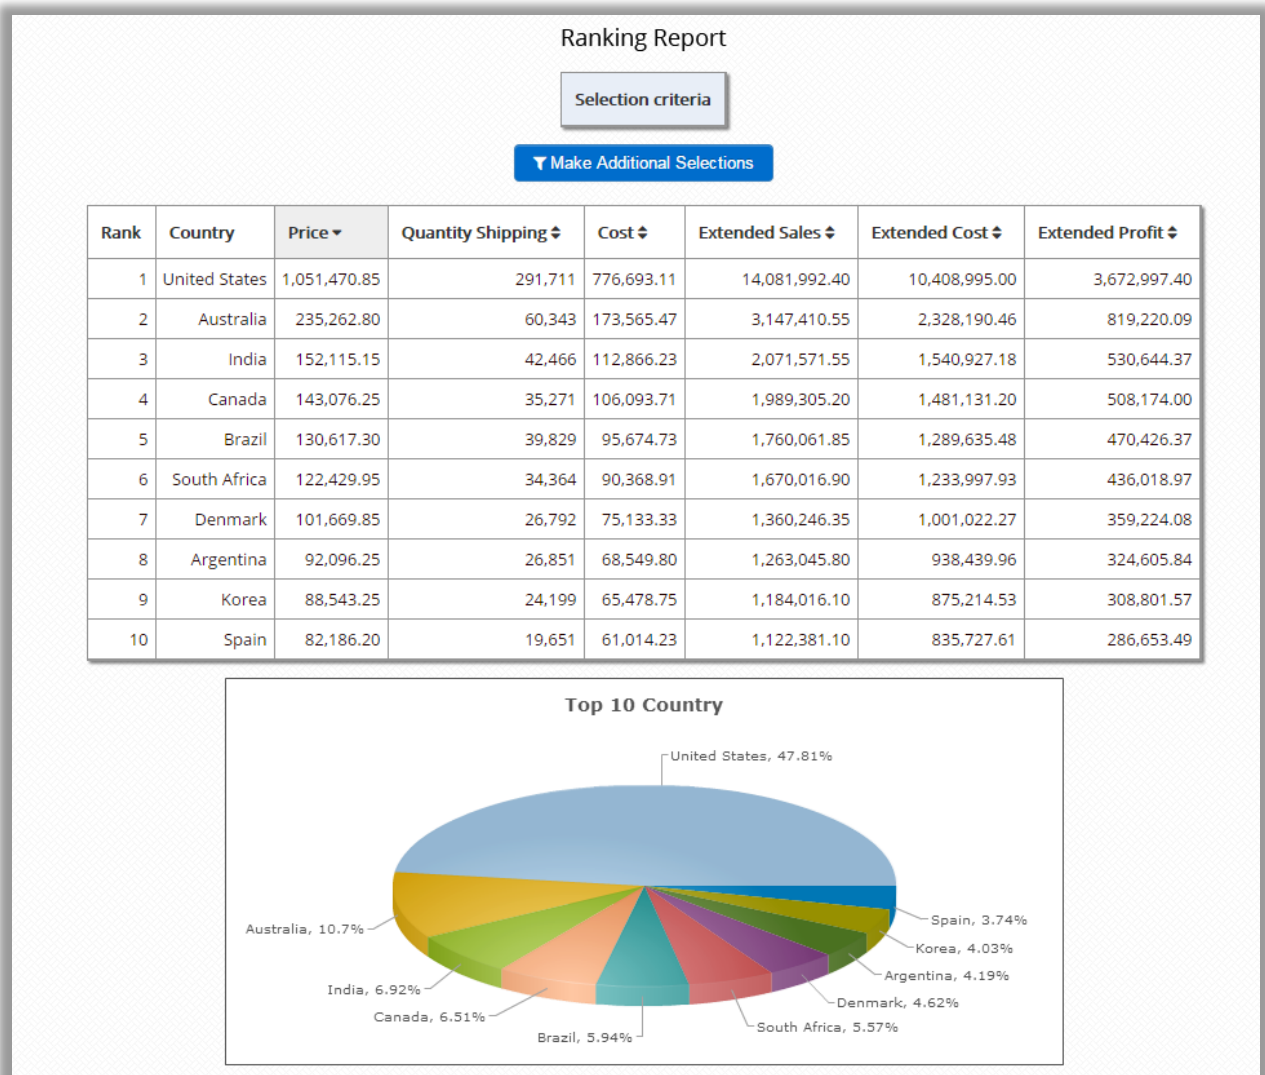 Ranking Report
Selection criteria
Make Additional Selections
Rank Country Price Quantity Shipping Cost Extended Sales Extended Cost Extended Profit
1 United States 1,051,470.85 291,711 776,693.11 14,081,992.40 10,408,995.00 3,672,997.40
2 Australia 235,262.80 60,343 173,565.47 3,147,410.55 2,328,190.46 819,220.09
3 India 152,115.15 42,466 112,866.23 2,071,571.55 1,540,927.18 530,644.37
4 Canada 143,076.25 35,271 106,093.71 1,989,305.20 1,481,131.20 508,174.00
5 Brazil 130,617.30 39,829 95,674.73 1,760,061.85 1,289,635.48 470,426.37
6 South Africa 122,429.95 34,364 90,368.91 1,670,016.90 1,233,997.93 436,018.97
7 Denmark 101,669.85 26,792 75,133.33 1,360,246.35 1,001,022.27 359,224.08
8 Argentina 92,096.25 26,851 68,549.80 1,263,045.80 938,439.96 324,605.84
9 Korea 88,543.25 24,199 65,478.75 1,184,016.10 875,214.53 308,801.57
10 Spain 82,186.20 19,651 61,014.23 1,122,381.10 835,727.61 286,653.49
Top 10 Country
United States, 47.81%
Australia, 10.7%
Spain, 3.74%
Korea, 4.03%
India, 6.92%
Argentina, 4.19%
Canada, 6.51%
Denmark, 4.62%
Brazil, 5.94%
South Africa, 5.57%